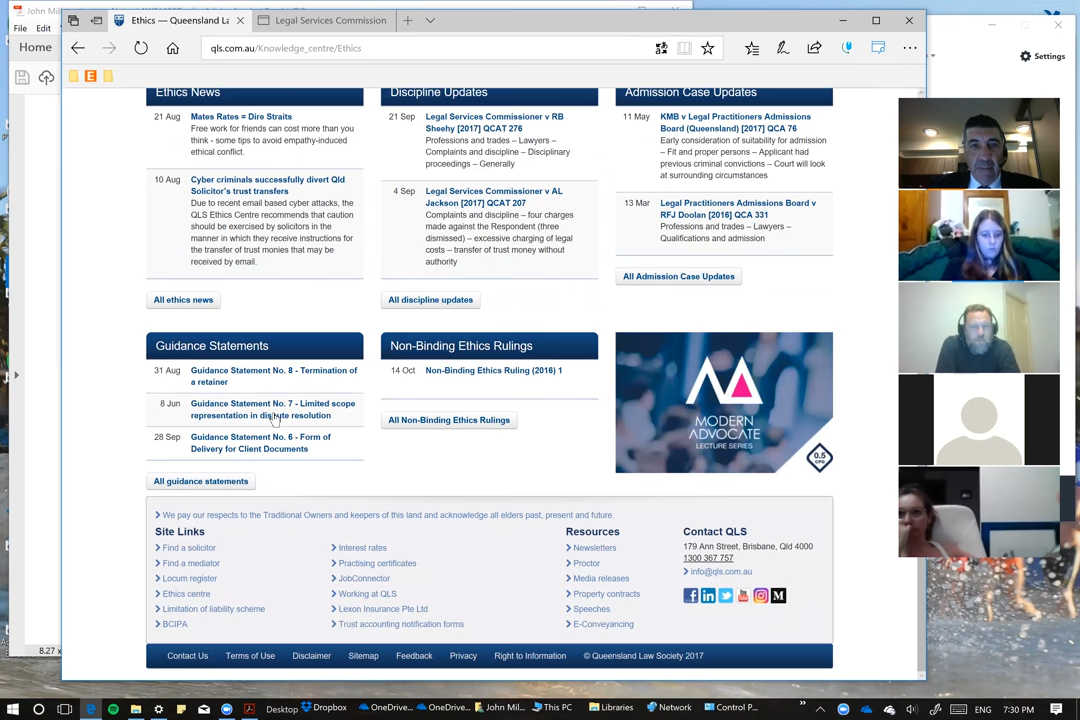 John Mil
File Edit
Home
Ethics — Queensland La
Legal Services Commissioner
qls.com.au/Knowledge_centre/Ethics
Settings
E
Ethics News
21 Aug Mates Rates = Dire Straits
Free work for friends can cost more than you
think - some tips to avoid empathy-induced
ethical conflict.
10 Aug Cyber criminals successfully divert Qld
Solicitor's trust transfers
Due to recent email based cyber attacks, the
QLS Ethics Centre recommends that caution
should be exercised by solicitors in the
manner in which they receive instructions for
the transfer of trust monies that may be
received by email.
All ethics news
Discipline Updates
21 Sep Legal Services Commissioner v RB
Sheehy [2017] QCAT 276
Professions and trades – Lawyers –
Complaints and discipline – Disciplinary
proceedings – Generally
4 Sep Legal Services Commissioner v AL
Jackson [2017] QCAT 207
Complaints and discipline – four charges
made against the Respondent (three
dismissed) – excessive charging of legal
costs – transfer of trust money without
authority
All discipline updates
Admission Case Updates
11 May KMB v Legal Practitioners Admissions
Board (Queensland) [2017] QCA 76
Early consideration of suitability for admission
– Fit and proper persons – Applicant had
previous criminal convictions – Court will look
at surrounding circumstances
13 Mar Legal Practitioners Admissions Board v
RFJ Doolan [2016] QCA 331
Professions and trades – Lawyers –
Qualifications and admission
All Admission Case Updates
Guidance Statements
31 Aug Guidance Statement No. 8 - Termination of
a retainer
8 Jun Guidance Statement No. 7 - Limited scope
representation in dispute resolution
28 Sep Guidance Statement No. 6 - Form of
Delivery for Client Documents
All guidance statements
Non-Binding Ethics Rulings
14 Oct Non-Binding Ethics Ruling (2016) 1
All Non-Binding Ethics Rulings
MODERN
ADVOCATE
LECTURE SERIES
0.5
CPD
We pay our respects to the Traditional Owners and keepers of this land and acknowledge all elders past, present and future.
Site Links
Find a solicitor
Find a mediator
Locum register
Ethics centre
Limitation of liability scheme
BCIPA
Interest rates
Practising certificates
JobConnector
Working at QLS
Lexon Insurance Pte Ltd
Trust accounting notification forms
Resources
Newsletters
Proctor
Media releases
Property contracts
Speeches
E-Conveyancing
Contact QLS
179 Ann Street, Brisbane, Qld 4000
1300 367 757
info@qls.com.au
Contact Us Terms of Use Disclaimer Sitemap Feedback Privacy Right to Information © Queensland Law Society 2017
8.27 x
Desktop Dropbox OneDrive... OneDrive... John Mil... This PC Libraries Network Control P... ENG 7:30 PM